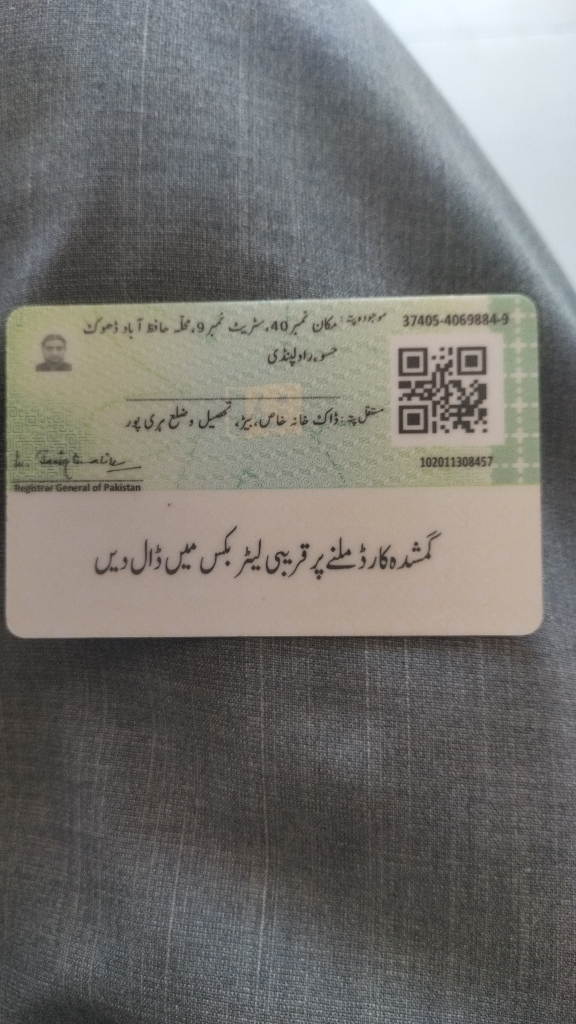 موجودہ پتہ: مکان نمبر 40، سٹریٹ نمبر 9، محلّہ حافظ آباد ڈھوک
حسو، راولپنڈی
37405-4069884-9
مستقل پتہ: ڈاک خانہ خاص، بیڑ، تحصیل و ضلع ہری پور
102011308457
Registrar General of Pakistan
گمشدہ کارڈ ملنے پر قریبی لیٹر بکس میں ڈال دیں